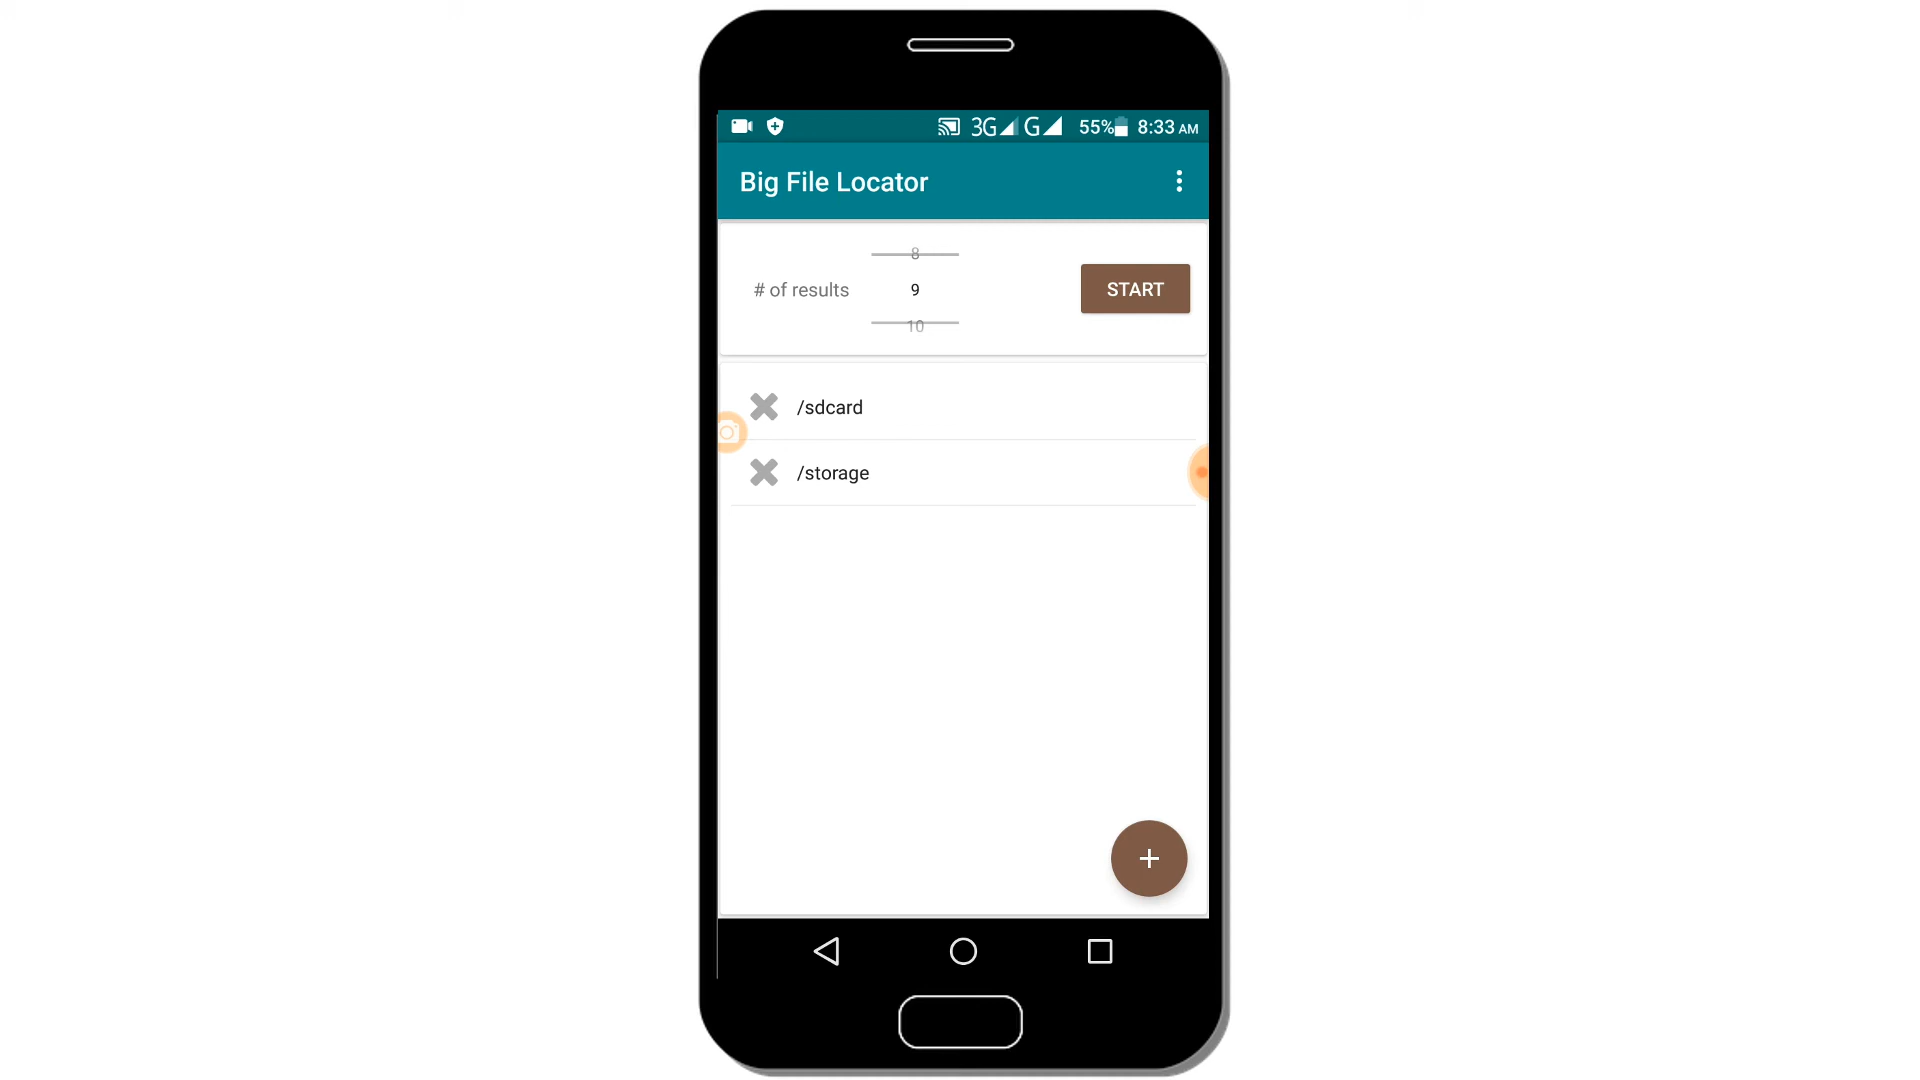 3G G 55% 8:33 AM
Big File Locator
8
# of results 9 START
10
/sdcard
/storage